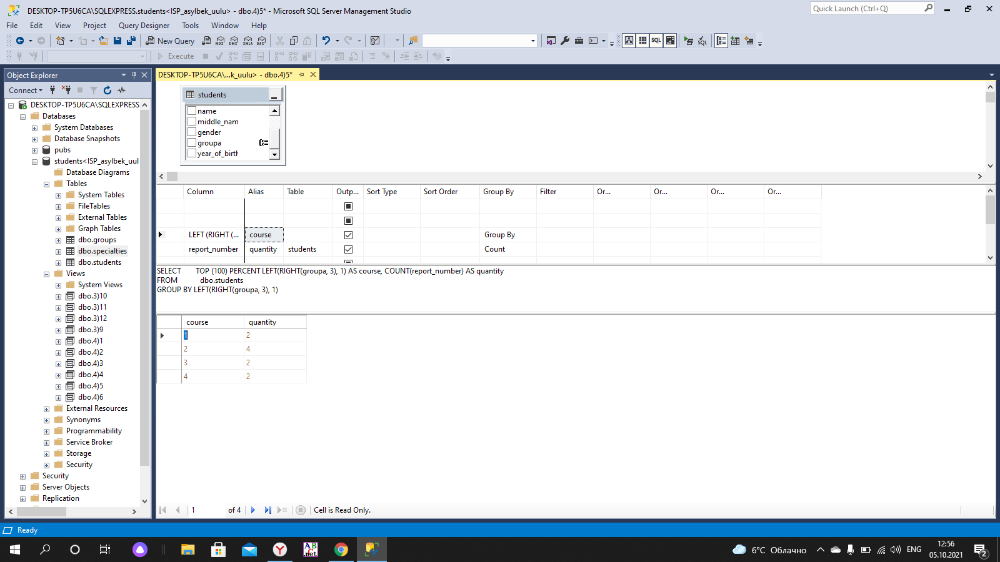 DESKTOP-TP5U6CA\SQLEXPRESS.students<ISP_asylbek_uulu> - dbo.4)5* - Microsoft SQL Server Management Studio
Quick Launch (Ctrl+Q)
File Edit View Project Query Designer Tools Window Help
New Query MDX DMX XMLA DAX SQL
Execute SQL
Object Explorer
DESKTOP-TP5U6CA\...k_uulu> - dbo.4)5*
Connect
DESKTOP-TP5U6CA\SQLEXPRESS
Databases
System Databases
Database Snapshots
pubs
students<ISP_asylbek_uul
Database Diagrams
Tables
System Tables
FileTables
External Tables
Graph Tables
dbo.groups
dbo.specialties
dbo.students
Views
System Views
dbo.3)10
dbo.3)11
dbo.3)12
dbo.3)9
dbo.4)1
dbo.4)2
dbo.4)3
dbo.4)4
dbo.4)5
dbo.4)6
External Resources
Synonyms
Programmability
Service Broker
Storage
Security
Security
Server Objects
Replication
students
name
middle_nam
gender
groupa
year_of_birth
Column Alias Table Outp... Sort Type Sort Order Group By Filter Or... Or... Or... Or...
LEFT (RIGHT (... course Group By
report_number quantity students Count
SELECT TOP (100) PERCENT LEFT(RIGHT(groupa, 3), 1) AS course, COUNT(report_number) AS quantity
FROM dbo.students
GROUP BY LEFT(RIGHT(groupa, 3), 1)
course quantity
1 2
2 4
3 2
4 2
1 of 4 Cell is Read Only.
Ready
ABC .net
6°C Облачно
ENG
12:56
05.10.2021
2